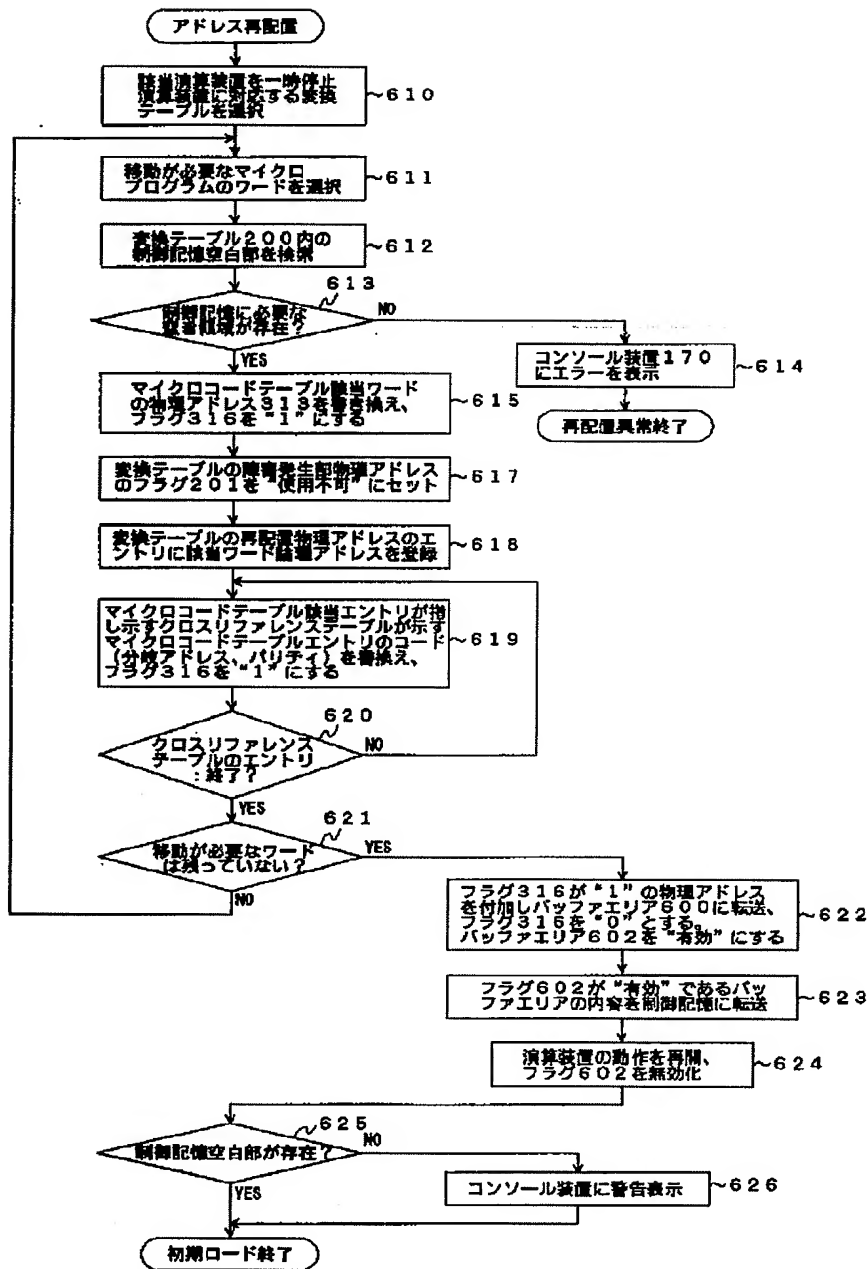 アドレス再配置
該当演算装置を一時停止
演算装置に対応する変換
テーブルを選択
~610
移動が必要なマイクロ
プログラムのワードを選択
~611
変換テーブル200内の
制御記憶空白部を検索
~612
613
制御記憶に必要な
空き領域が存在?
NO
YES
コンソール装置170
にエラーを表示
~614
再配置異常終了
マイクロコードテーブル該当ワード
の物理アドレス313を書き換え、
フラグ316を“1”にする
~615
変換テーブルの障害発生部物理アドレス
のフラグ201を“使用不可”にセット
~617
変換テーブルの再配置物理アドレスのエ
ントリに該当ワード論理アドレスを登録
~618
マイクロコードテーブル該当エントリが指
し示すクロスリファレンステーブルが示す
マイクロコードテーブルエントリのコード
(分岐アドレス、パリティ)を書換え、
フラグ316を“1”にする
~619
620
クロスリファレンス
テーブルのエントリ
:終了?
NO
YES
621
移動が必要なワード
は残っていない?
YES
NO
フラグ316が“1”の物理アドレス
を付加しバッファエリア600に転送、
フラグ316を“0”とする。
バッファエリア602を“有効”にする
~622
フラグ602が“有効”であるバッ
ファエリアの内容を制御記憶に転送
~623
演算装置の動作を再開、
フラグ602を無効化
~624
625
制御記憶空白部が存在?
NO
YES
コンソール装置に警告表示
~626
初期ロード終了